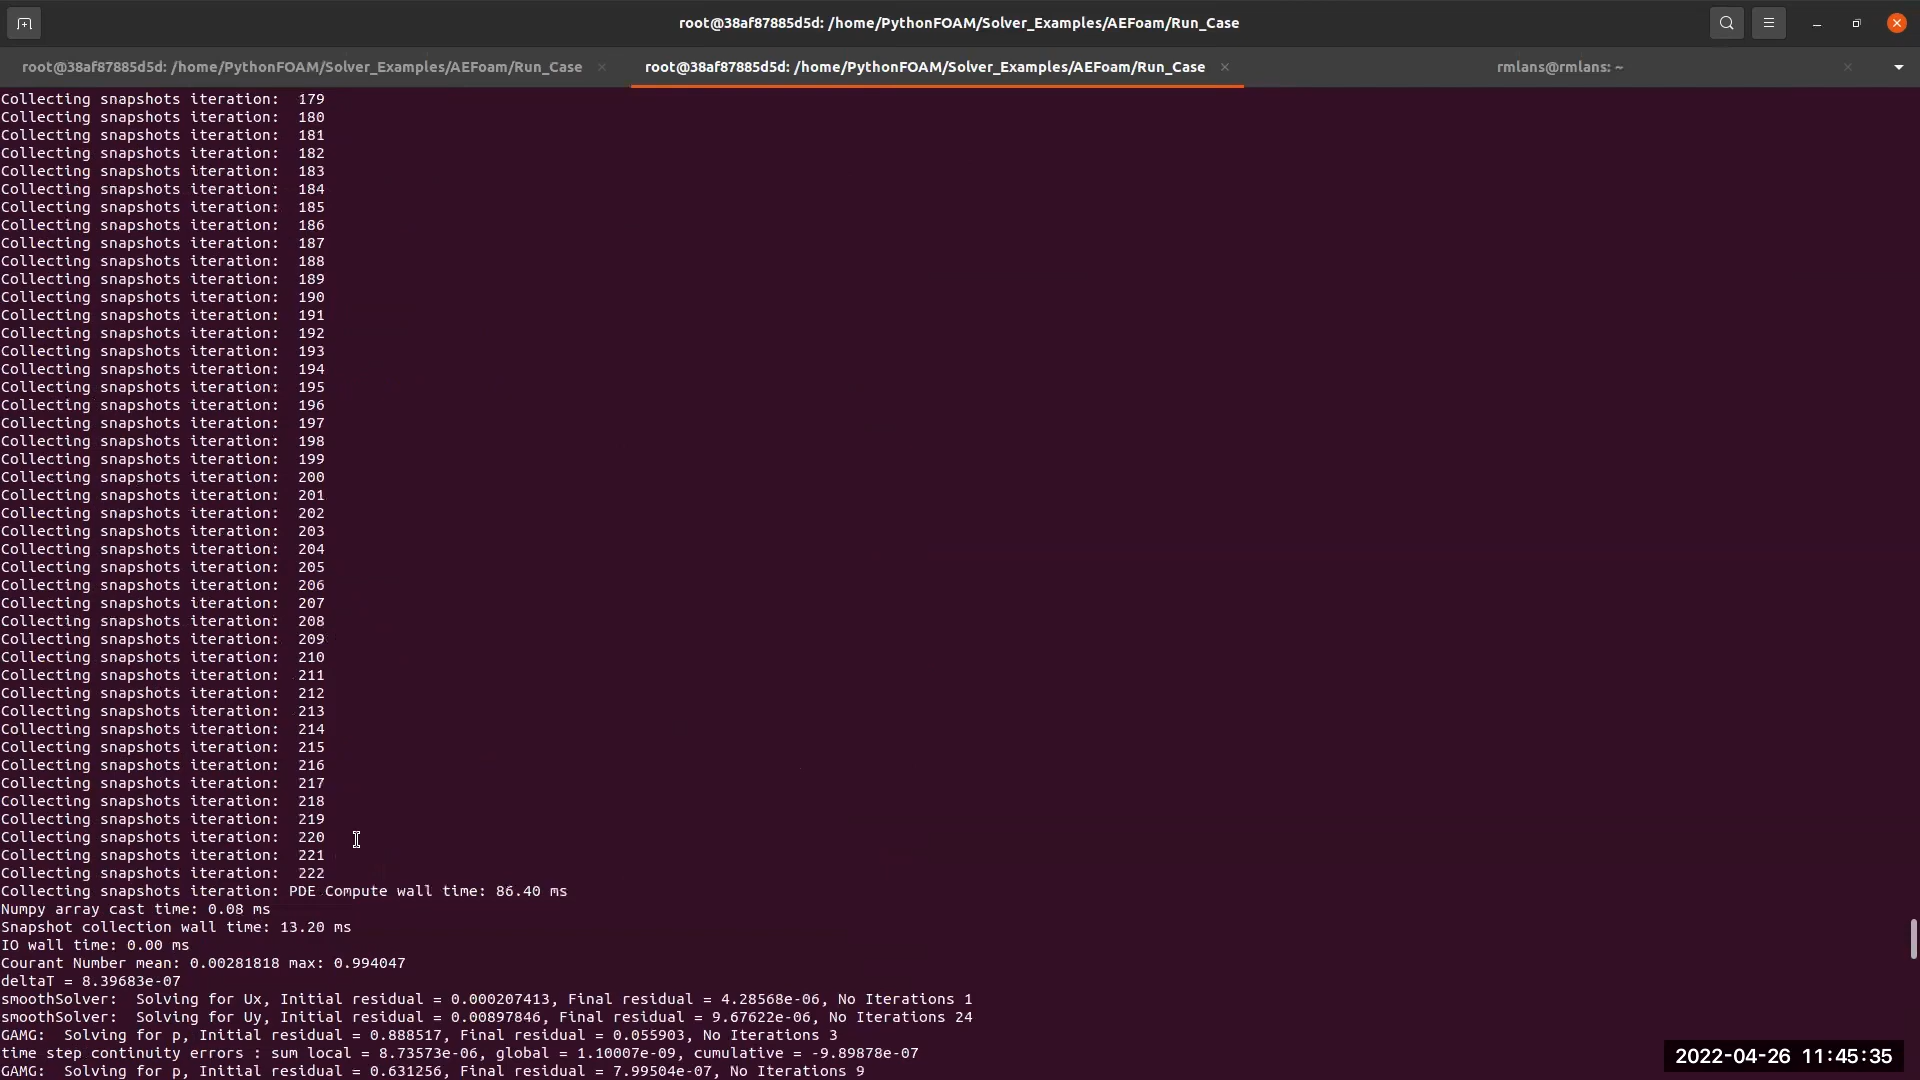 root@38af87885d5d: /home/PythonFOAM/Solver_Examples/AEFoam/Run_Case
root@38af87885d5d: /home/PythonFOAM/Solver_Examples/AEFoam/Run_Case
root@38af87885d5d: /home/PythonFOAM/Solver_Examples/AEFoam/Run_Case
rmlans@rmlans: ~
Collecting snapshots iteration:  179
Collecting snapshots iteration:  180
Collecting snapshots iteration:  181
Collecting snapshots iteration:  182
Collecting snapshots iteration:  183
Collecting snapshots iteration:  184
Collecting snapshots iteration:  185
Collecting snapshots iteration:  186
Collecting snapshots iteration:  187
Collecting snapshots iteration:  188
Collecting snapshots iteration:  189
Collecting snapshots iteration:  190
Collecting snapshots iteration:  191
Collecting snapshots iteration:  192
Collecting snapshots iteration:  193
Collecting snapshots iteration:  194
Collecting snapshots iteration:  195
Collecting snapshots iteration:  196
Collecting snapshots iteration:  197
Collecting snapshots iteration:  198
Collecting snapshots iteration:  199
Collecting snapshots iteration:  200
Collecting snapshots iteration:  201
Collecting snapshots iteration:  202
Collecting snapshots iteration:  203
Collecting snapshots iteration:  204
Collecting snapshots iteration:  205
Collecting snapshots iteration:  206
Collecting snapshots iteration:  207
Collecting snapshots iteration:  208
Collecting snapshots iteration:  209
Collecting snapshots iteration:  210
Collecting snapshots iteration:  211
Collecting snapshots iteration:  212
Collecting snapshots iteration:  213
Collecting snapshots iteration:  214
Collecting snapshots iteration:  215
Collecting snapshots iteration:  216
Collecting snapshots iteration:  217
Collecting snapshots iteration:  218
Collecting snapshots iteration:  219
Collecting snapshots iteration:  220
Collecting snapshots iteration:  221
Collecting snapshots iteration:  222
Collecting snapshots iteration: PDE Compute wall time: 86.40 ms
Numpy array cast time: 0.08 ms
Snapshot collection wall time: 13.20 ms
IO wall time: 0.00 ms
Courant Number mean: 0.00281818 max: 0.994047
deltaT = 8.39683e-07
smoothSolver:  Solving for Ux, Initial residual = 0.000207413, Final residual = 4.28568e-06, No Iterations 1
smoothSolver:  Solving for Uy, Initial residual = 0.00897846, Final residual = 9.67622e-06, No Iterations 24
GAMG:  Solving for p, Initial residual = 0.888517, Final residual = 0.055903, No Iterations 3
time step continuity errors : sum local = 8.73573e-06, global = 1.10007e-09, cumulative = -9.89878e-07
GAMG:  Solving for p, Initial residual = 0.631256, Final residual = 7.99504e-07, No Iterations 9
2022-04-26 11:45:35